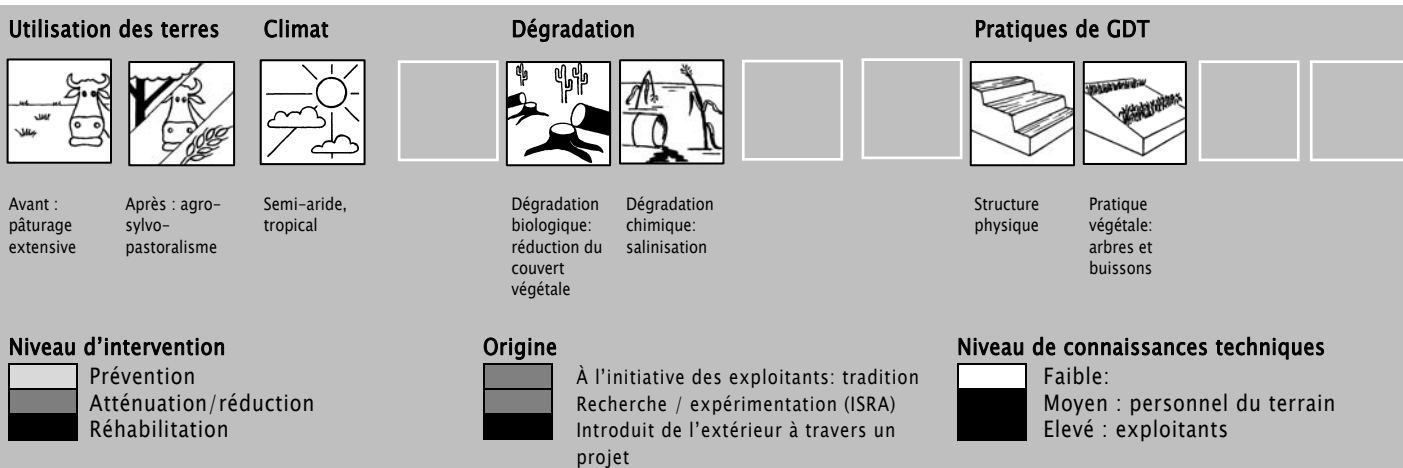 Utilisation des terres
Climat
Dégradation
Pratiques de GDT
Avant :
pâturage
extensive
Après : agro-
sylvo-
pastoralisme
Semi-aride,
tropical
Dégradation
biologique:
réduction du
couvert
végétale
Dégradation
chimique:
salinisation
Structure
physique
Pratique
végétale:
arbres et
buissons
Niveau d’intervention
Prévention
Atténuation/réduction
Réhabilitation
Origine
À l’initiative des exploitants: tradition
Recherche / expérimentation (ISRA)
Introduit de l’extérieur à travers un
projet
Niveau de connaissances techniques
Faible:
Moyen : personnel du terrain
Elevé : exploitants